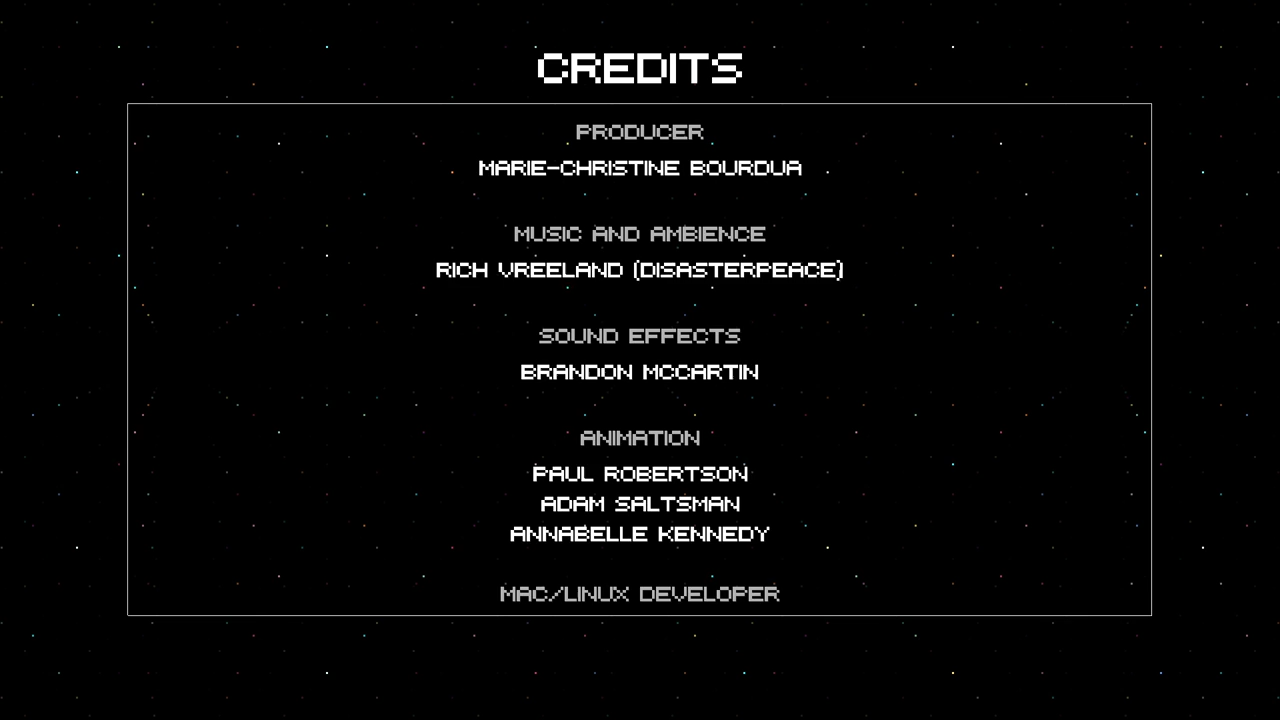 CREDITS
PRODUCER
MARIE-CHRISTINE BOURDUA
MUSIC AND AMBIENCE
RICH VREELAND (DISASTERPEACE)
SOUND EFFECTS
BRANDON MCCARTIN
ANIMATION
PAUL ROBERTSON
ADAM SALTSMAN
ANNABELLE KENNEDY
MAC/LINUX DEVELOPER